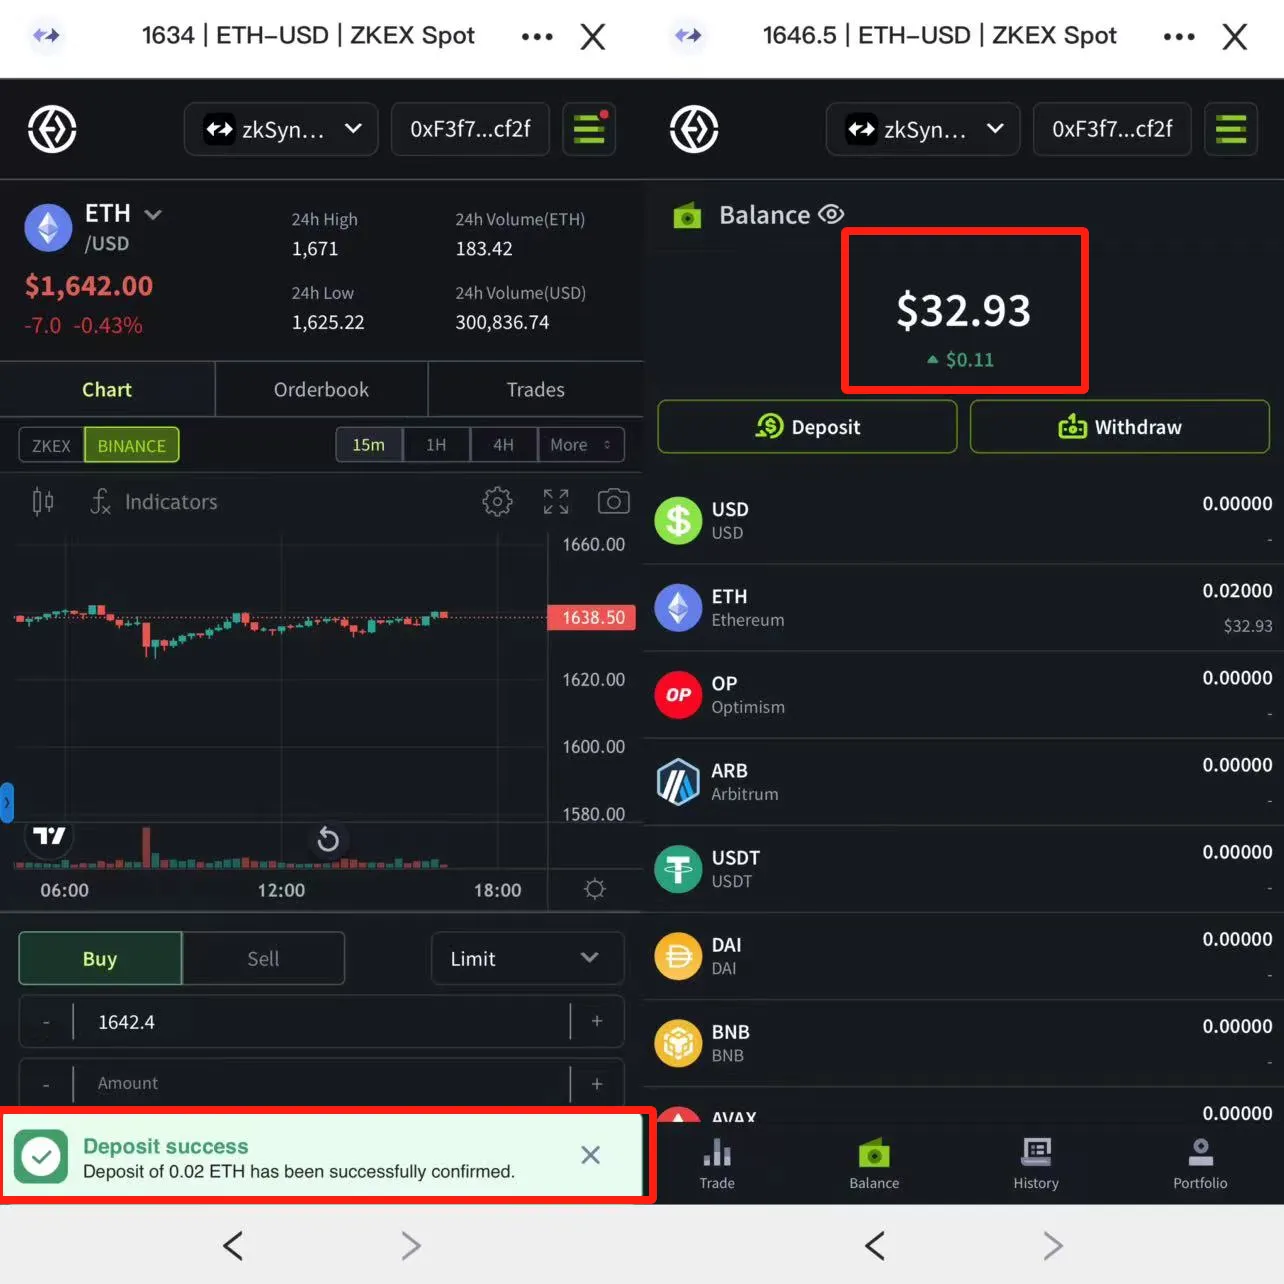 1634 | ETH-USD | ZKEX Spot
zkSyn...
0xF3f7...cf2f
ETH
/USD
$1,642.00
-7.0 -0.43%
24h High
1,671
24h Volume(ETH)
183.42
24h Low
1,625.22
24h Volume(USD)
300,836.74
Chart
Orderbook
Trades
ZKEX
BINANCE
15m
1H
4H
More
Indicators
1660.00
1638.50
1620.00
1600.00
1580.00
06:00
12:00
18:00
Buy
Sell
Limit
- 1642.4 +
- Amount +
Deposit success
Deposit of 0.02 ETH has been successfully confirmed.
1646.5 | ETH-USD | ZKEX Spot
zkSyn...
0xF3f7...cf2f
Balance
$32.93
$0.11
Deposit
Withdraw
USD 0.00000
USD -
ETH 0.02000
Ethereum $32.93
OP
OP 0.00000
Optimism -
ARB 0.00000
Arbitrum -
USDT 0.00000
USDT -
DAI 0.00000
DAI -
BNB 0.00000
BNB -
AVAX 0.00000
Trade
Balance
History
Portfolio